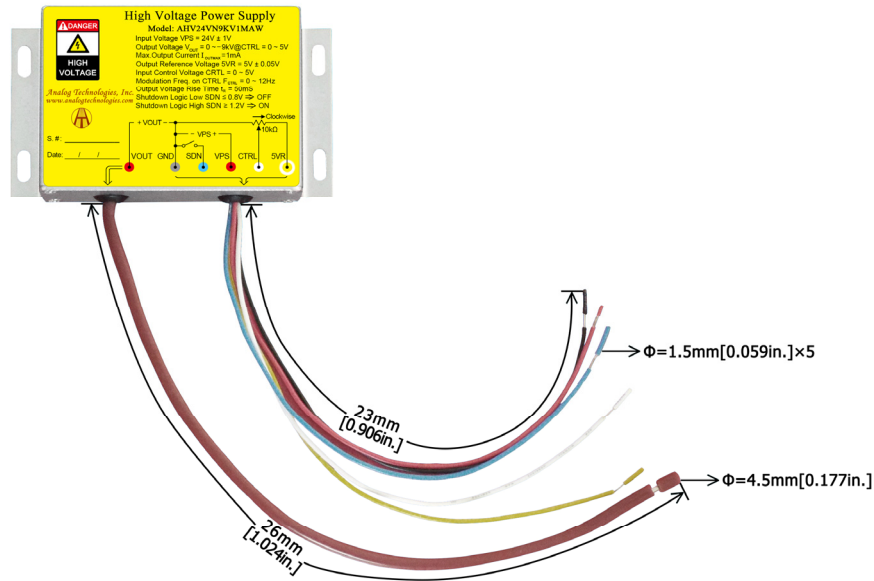 High Voltage Power Supply
Model: AHV24VN9KV1MAW
DANGER
HIGH
VOLTAGE
Input Voltage VPS = 24V ± 1V
Output Voltage VOUT = 0 ~ −9kV@CTRL = 0 ~ 5V
Max.Output Current IOUTMAX = 1mA
Output Reference Voltage 5VR = 5V ± 0.05V
Input Control Voltage CRTL = 0 ~ 5V
Modulation Freq. on CTRL FCTRL = 0 ~ 12Hz
Output Voltage Rise Time tR = 50mS
Shutdown Logic Low SDN ≤ 0.8V ⇒ OFF
Shutdown Logic High SDN ≥ 1.2V ⇒ ON
Analog Technologies, Inc.
www.analogtechnologies.com
S. #:
Date: / /
Clockwise
+ VOUT −
10kΩ
− VPS +
VOUT GND SDN VPS CTRL 5VR
Φ=1.5mm[0.059in.]×5
23mm
[0.906in.]
Φ=4.5mm[0.177in.]
26mm
[1.024in.]